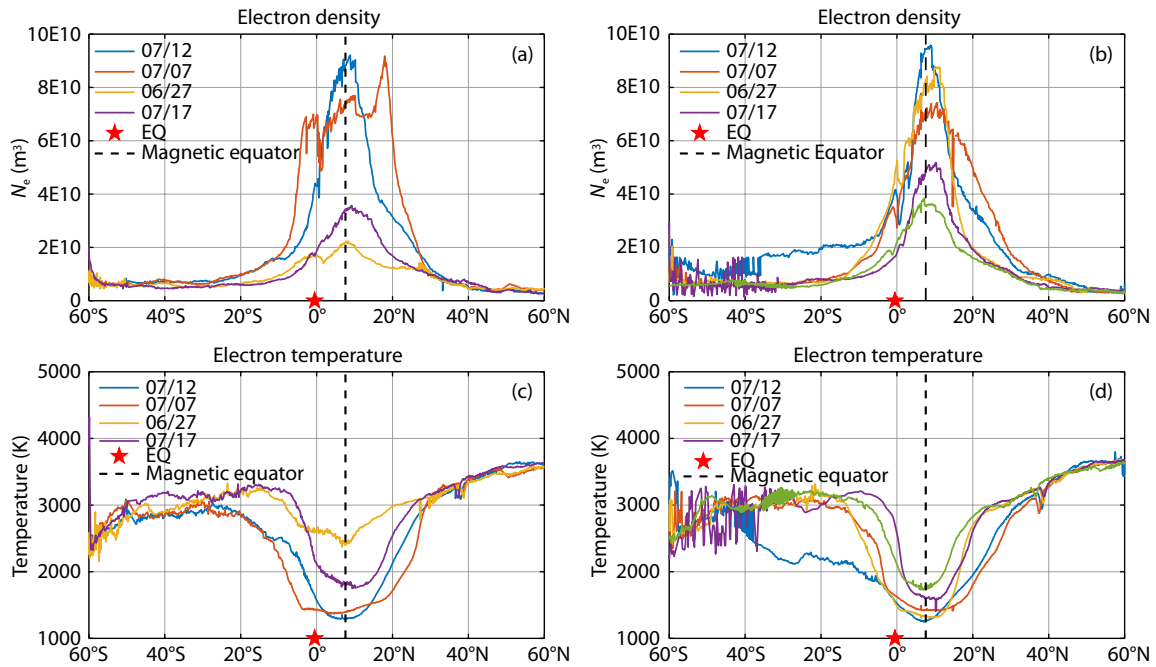 Electron density
(a)
10E10
8E10
6E10
4E10
2E10
0
Nₑ (m³)
07/12
07/07
06/27
07/17
EQ
Magnetic equator
60°S 40°S 20°S 0° 20°N 40°N 60°N
Electron density
(b)
10E10
8E10
6E10
4E10
2E10
0
Nₑ (m³)
07/12
07/07
06/27
07/17
EQ
Magnetic Equator
60°S 40°S 20°S 0° 20°N 40°N 60°N
Electron temperature
(c)
5000
4000
3000
2000
1000
Temperature (K)
07/12
07/07
06/27
07/17
EQ
Magnetic equator
60°S 40°S 20°S 0° 20°N 40°N 60°N
Electron temperature
(d)
5000
4000
3000
2000
1000
Temperature (K)
07/12
07/07
06/27
07/17
EQ
Magnetic equator
60°S 40°S 20°S 0° 20°N 40°N 60°N